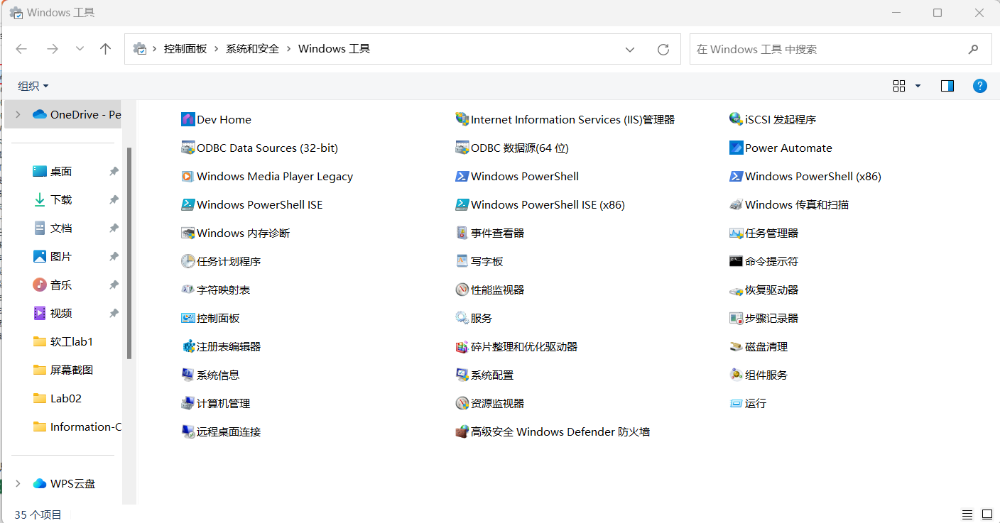 Windows 工具
控制面板 › 系统和安全 › Windows 工具
在 Windows 工具 中搜索
组织
OneDrive - Pe
桌面
下载
文档
图片
音乐
视频
软工lab1
屏幕截图
Lab02
Information-C
WPS云盘
Dev Home
Internet Information Services (IIS)管理器
iSCSI 发起程序
ODBC Data Sources (32-bit)
ODBC 数据源(64 位)
Power Automate
Windows Media Player Legacy
Windows PowerShell
Windows PowerShell (x86)
Windows PowerShell ISE
Windows PowerShell ISE (x86)
Windows 传真和扫描
Windows 内存诊断
事件查看器
任务管理器
任务计划程序
写字板
命令提示符
字符映射表
性能监视器
恢复驱动器
控制面板
服务
步骤记录器
注册表编辑器
碎片整理和优化驱动器
磁盘清理
系统信息
系统配置
组件服务
计算机管理
资源监视器
运行
远程桌面连接
高级安全 Windows Defender 防火墙
35 个项目